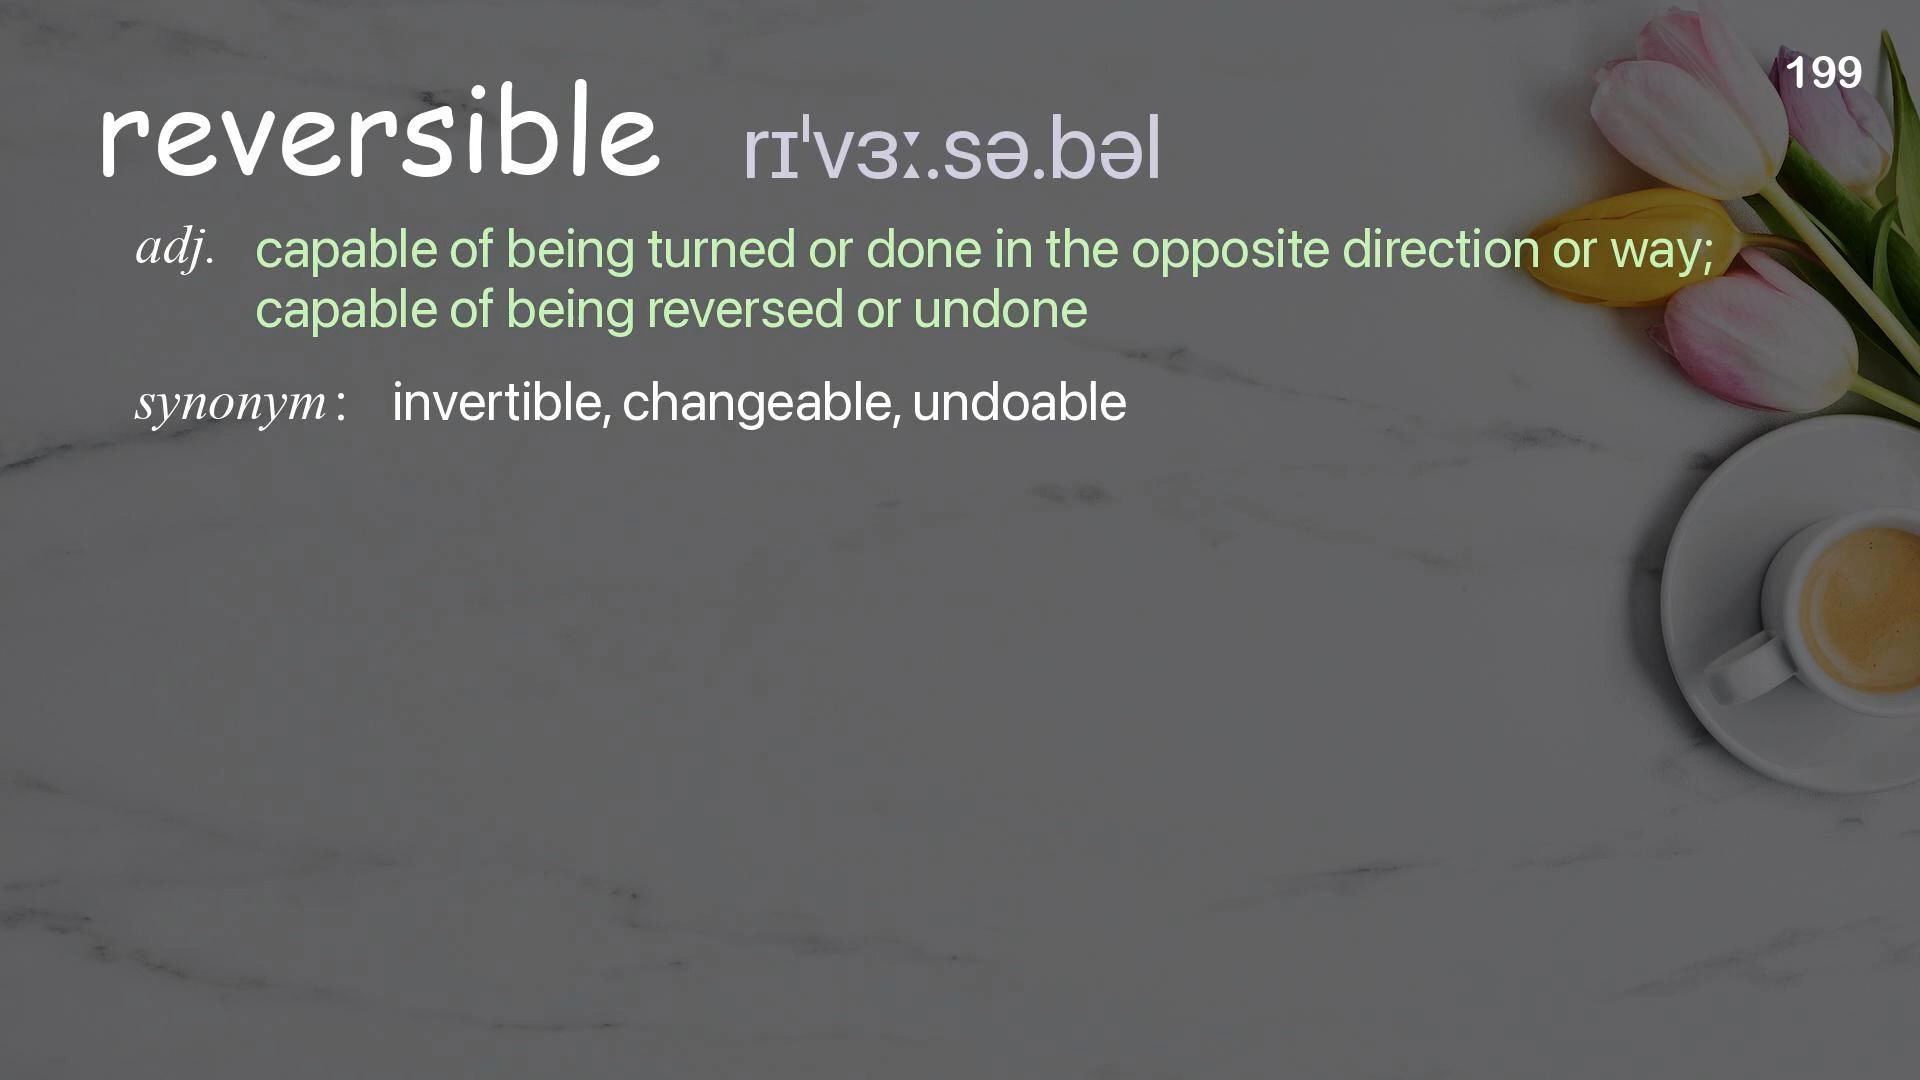 199
reversible rɪˈvɜː.sə.bəl
adj. capable of being turned or done in the opposite direction or way;
capable of being reversed or undone
synonym : invertible, changeable, undoable